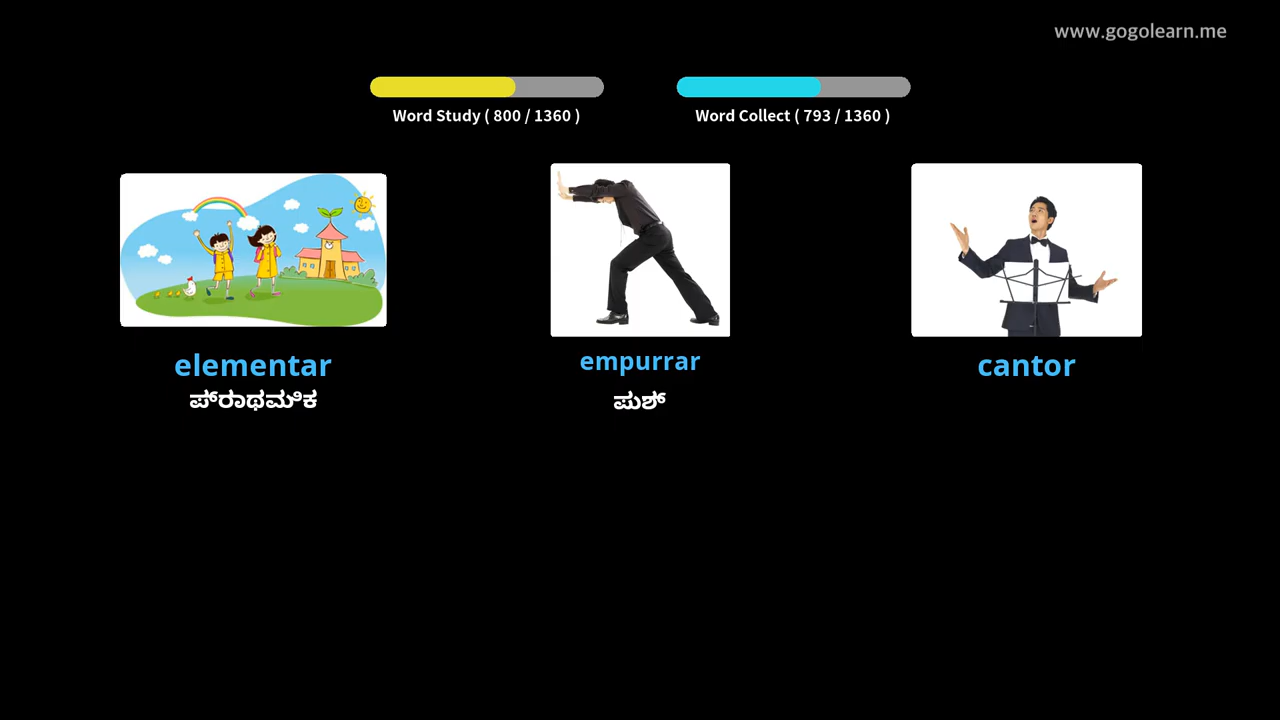 www.gogolearn.me
Word Study ( 800 / 1360 )
Word Collect ( 793 / 1360 )
elementar
empurrar
cantor
ಪ್ರಾಥಮಿಕ
ಪುಶ್